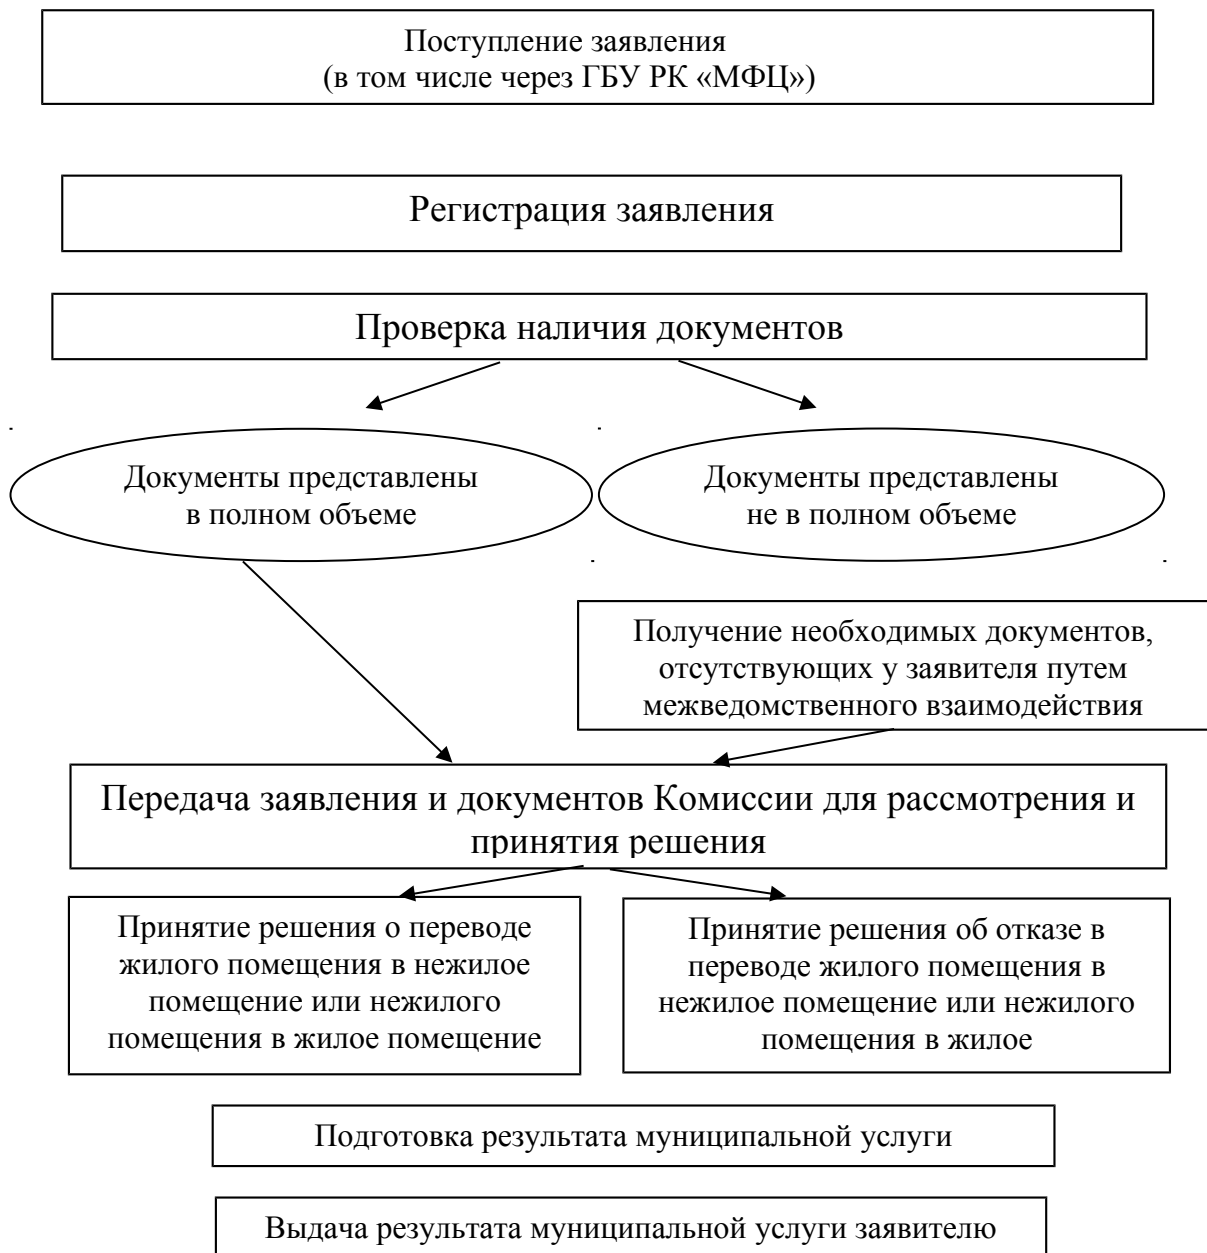 Поступление заявления
(в том числе через ГБУ РК «МФЦ»)
Регистрация заявления
Проверка наличия документов
Документы представлены
в полном объеме
Документы представлены
не в полном объеме
Получение необходимых документов,
отсутствующих у заявителя путем
межведомственного взаимодействия
Передача заявления и документов Комиссии для рассмотрения и
принятия решения
Принятие решения о переводе
жилого помещения в нежилое
помещение или нежилого
помещения в жилое помещение
Принятие решения об отказе в
переводе жилого помещения в
нежилое помещение или нежилого
помещения в жилое
Подготовка результата муниципальной услуги
Выдача результата муниципальной услуги заявителю